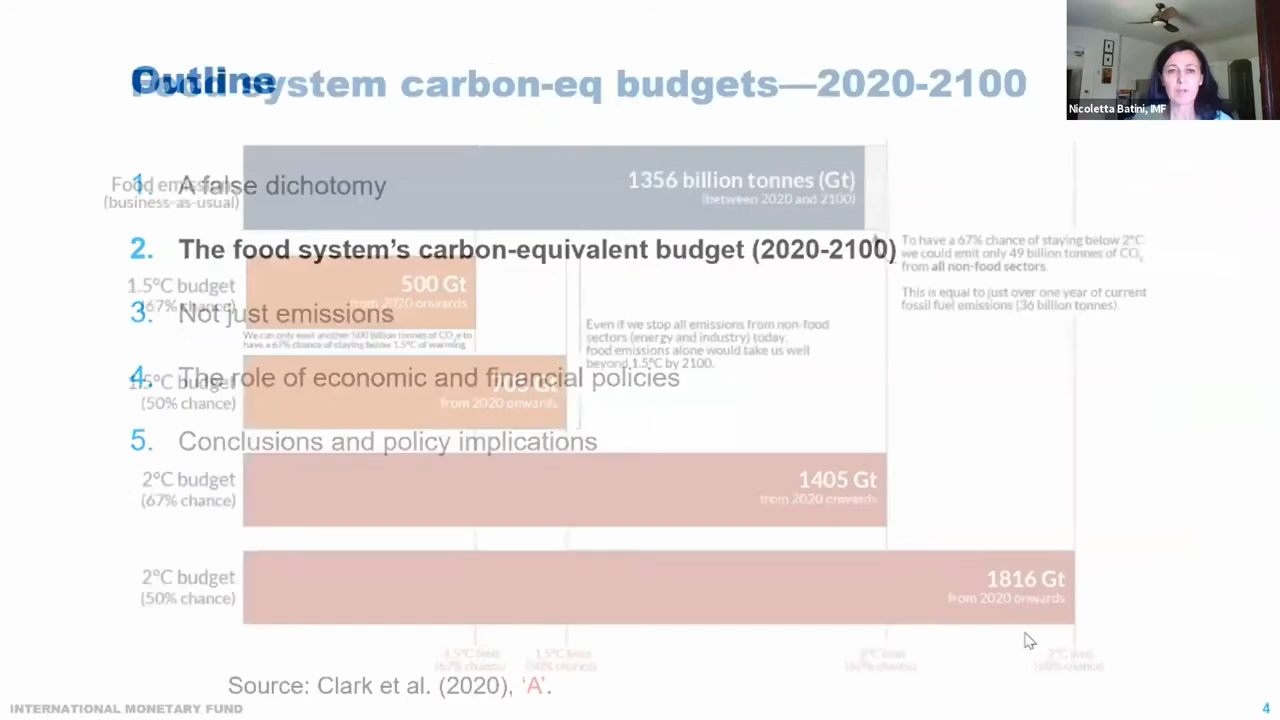 Outline
Food system carbon-eq budgets—2020-2100
Nicoletta Batini, IMF
1. A false dichotomy
2. The food system’s carbon-equivalent budget (2020-2100)
3. Not just emissions
4. The role of economic and financial policies
5. Conclusions and policy implications
Food emissions
(business-as-usual)
1356 billion tonnes (Gt)
(between 2020 and 2100)
To have a 67% chance of staying below 2°C
we could emit only 49 billion tonnes of CO₂
from all non-food sectors.
This is equal to just over one year of current
fossil fuel emissions (36 billion tonnes).
1.5°C budget
(67% chance)
500 Gt
from 2020 onwards
We can only emit another 500 billion tonnes of CO₂e to
have a 67% chance of staying below 1.5°C of warming.
Even if we stop all emissions from non-food
sectors (energy and industry) today,
food emissions alone would take us well
beyond 1.5°C by 2100.
1.5°C budget
(50% chance)
705 Gt
from 2020 onwards
2°C budget
(67% chance)
1405 Gt
from 2020 onwards
2°C budget
(50% chance)
1816 Gt
from 2020 onwards
1.5°C limit
(67% chance)
1.5°C limit
(50% chance)
2°C limit
(67% chance)
2°C limit
(50% chance)
Source: Clark et al. (2020), ‘A’.
INTERNATIONAL MONETARY FUND
4